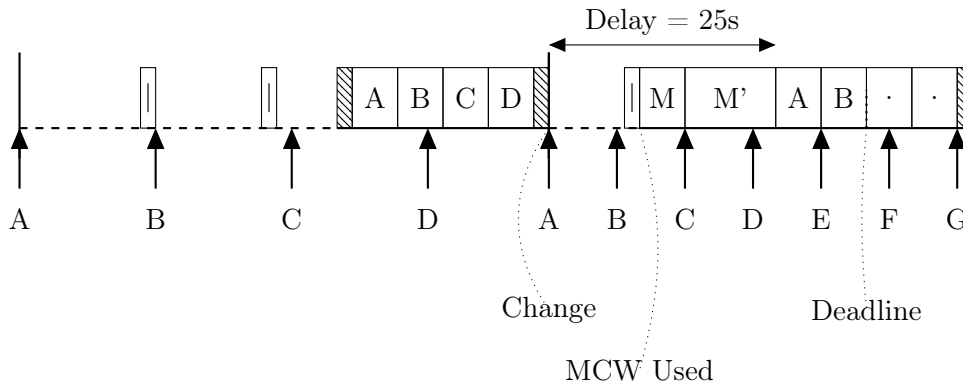 Delay = 25s
A B C D M M' A B · ·
A B C D A B C D E F G
Change Deadline
MCW Used